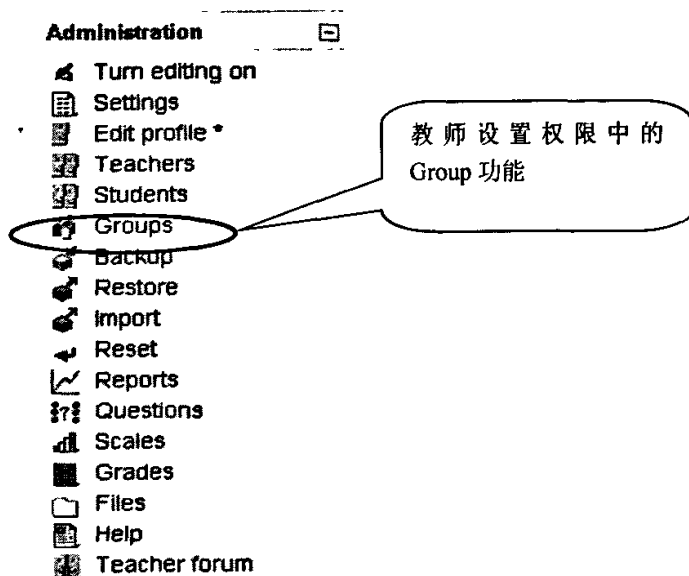 Administration
Turn editing on
Settings
Edit profile *
Teachers
Students
Groups
Backup
Restore
Import
Reset
Reports
Questions
Scales
Grades
Files
Help
Teacher forum
教师设置权限中的
Group 功能